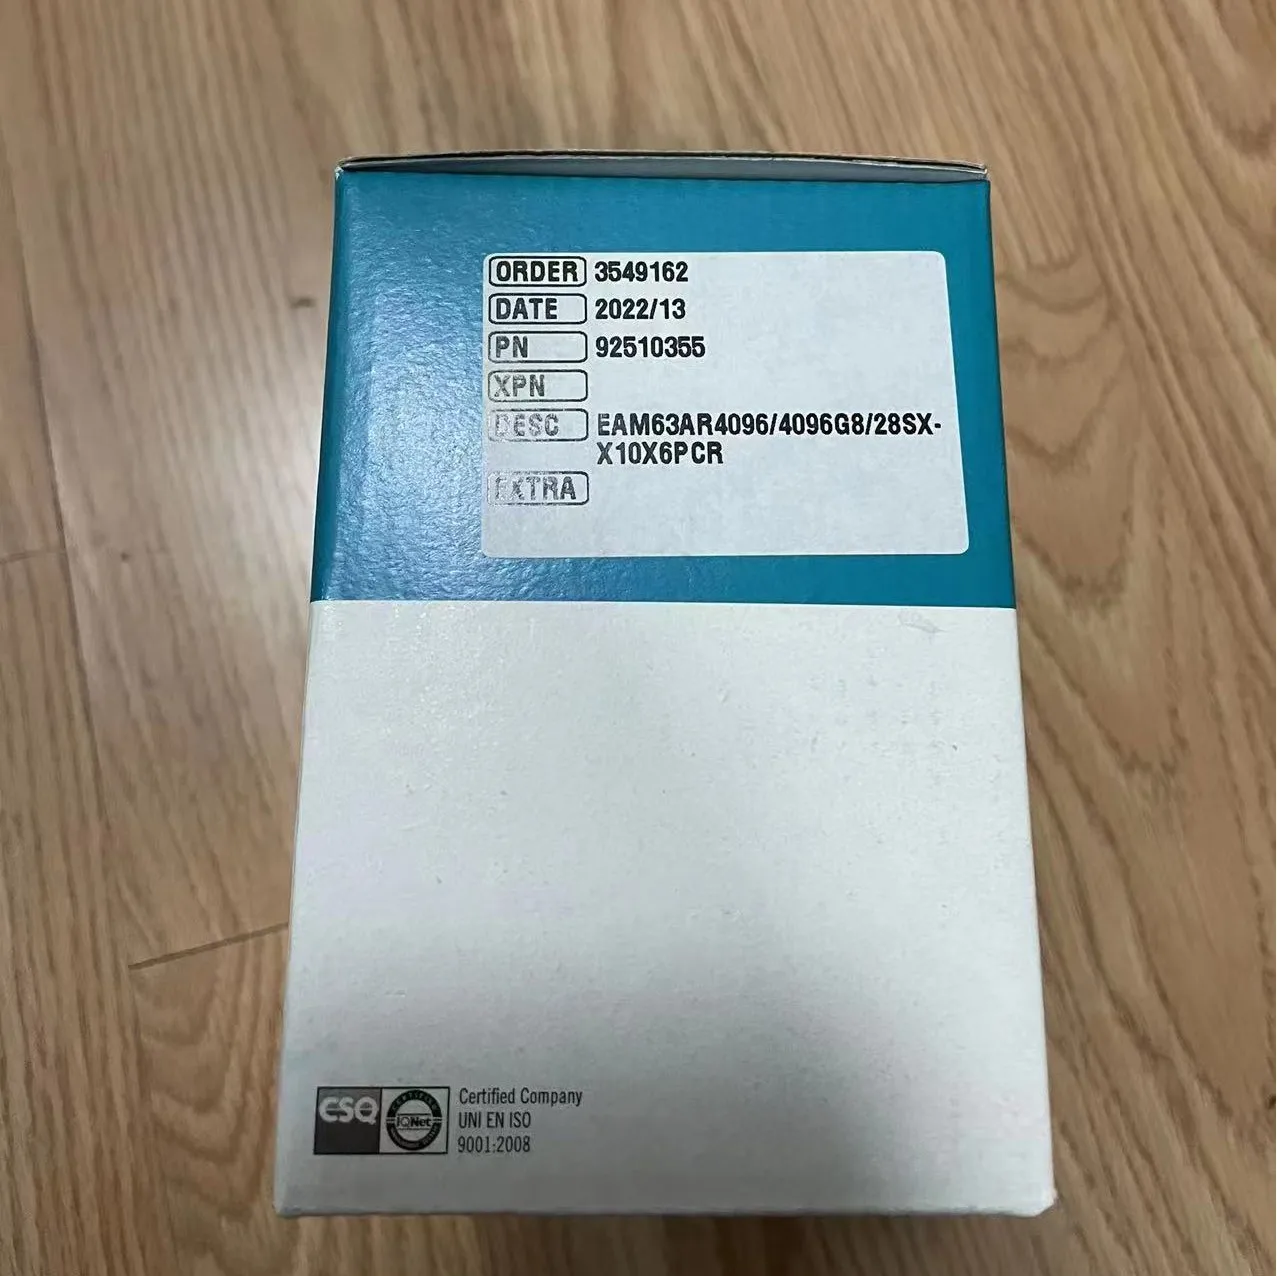 ORDER 3549162
DATE 2022/13
PN 92510355
XPN
DESC EAM63AR4096/4096G8/28SX-
X10X6PCR
EXTRA
CSQ
IQNet
Certified Company
UNI EN ISO
9001:2008